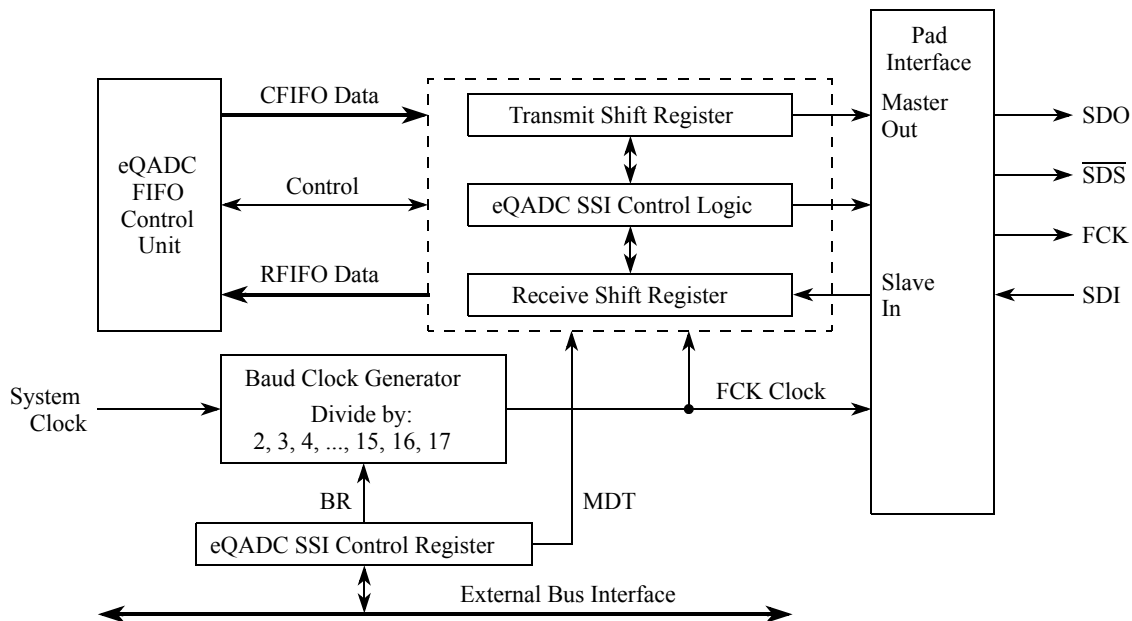 Pad
Interface
CFIFO Data
Transmit Shift Register
Master
Out
SDO
eQADC
FIFO
Control
Unit
Control
eQADC SSI Control Logic
SDS
FCK
RFIFO Data
Receive Shift Register
Slave
In
SDI
System
Clock
Baud Clock Generator
Divide by:
2, 3, 4, ..., 15, 16, 17
FCK Clock
BR
MDT
eQADC SSI Control Register
External Bus Interface